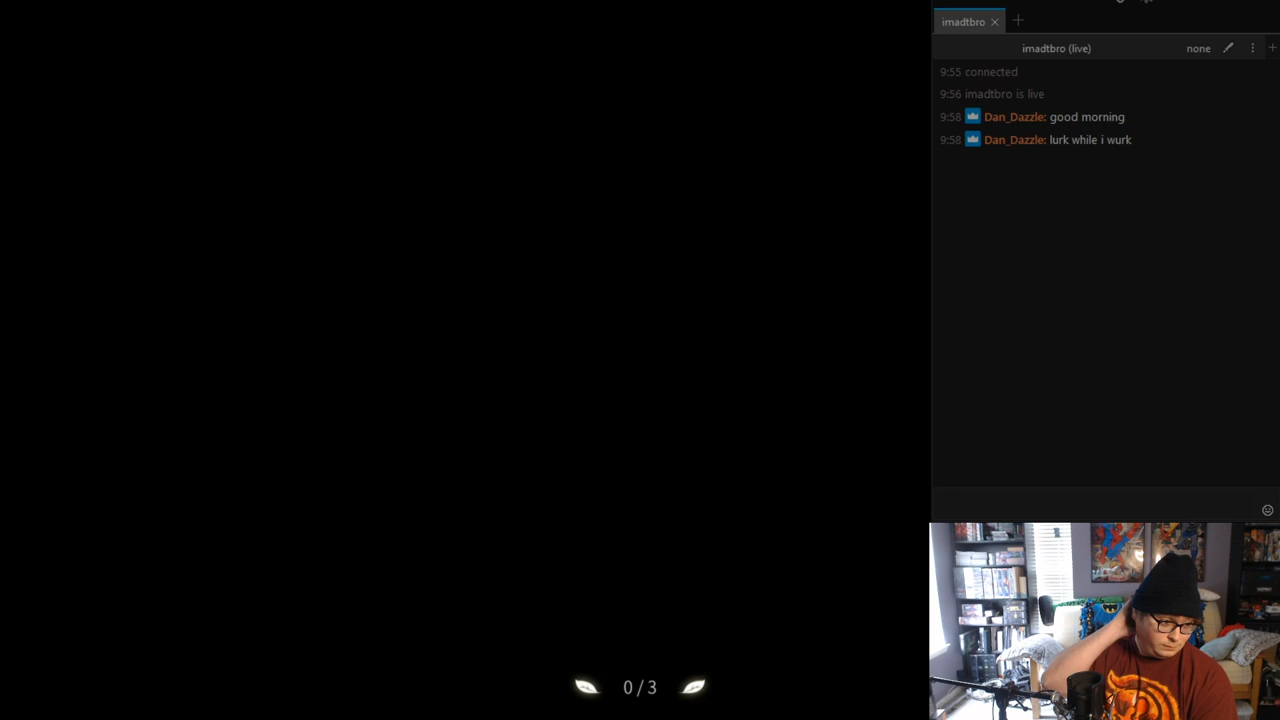 imadtbro
imadtbro (live)
none
9:55 connected
9:56 imadtbro is live
9:58 Dan_Dazzle: good morning
9:58 Dan_Dazzle: lurk while i wurk
0/3